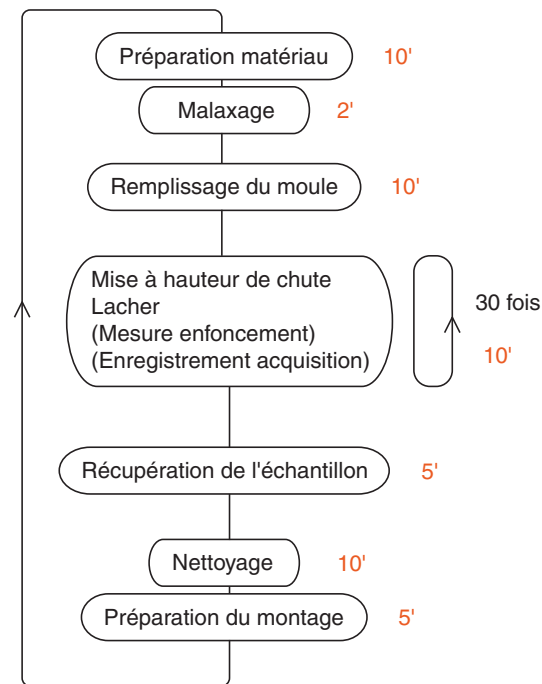 Préparation matériau 10'
Malaxage 2'
Remplissage du moule 10'
Mise à hauteur de chute
Lacher
(Mesure enfoncement)
(Enregistrement acquisition)
30 fois
10'
Récupération de l'échantillon 5'
Nettoyage 10'
Préparation du montage 5'